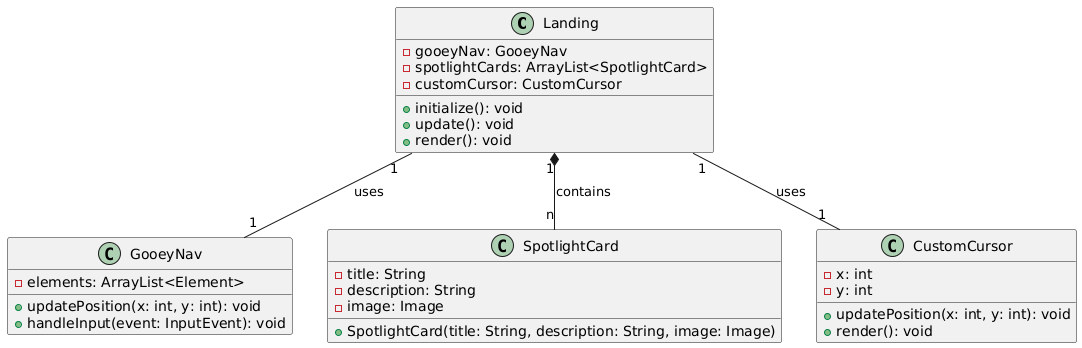 C Landing
gooeyNav: GooeyNav
spotlightCards: ArrayList<SpotlightCard>
customCursor: CustomCursor
initialize(): void
update(): void
render(): void
1 1 1
uses contains uses
1 n 1
C GooeyNav
elements: ArrayList<Element>
updatePosition(x: int, y: int): void
handleInput(event: InputEvent): void
C SpotlightCard
title: String
description: String
image: Image
SpotlightCard(title: String, description: String, image: Image)
C CustomCursor
x: int
y: int
updatePosition(x: int, y: int): void
render(): void